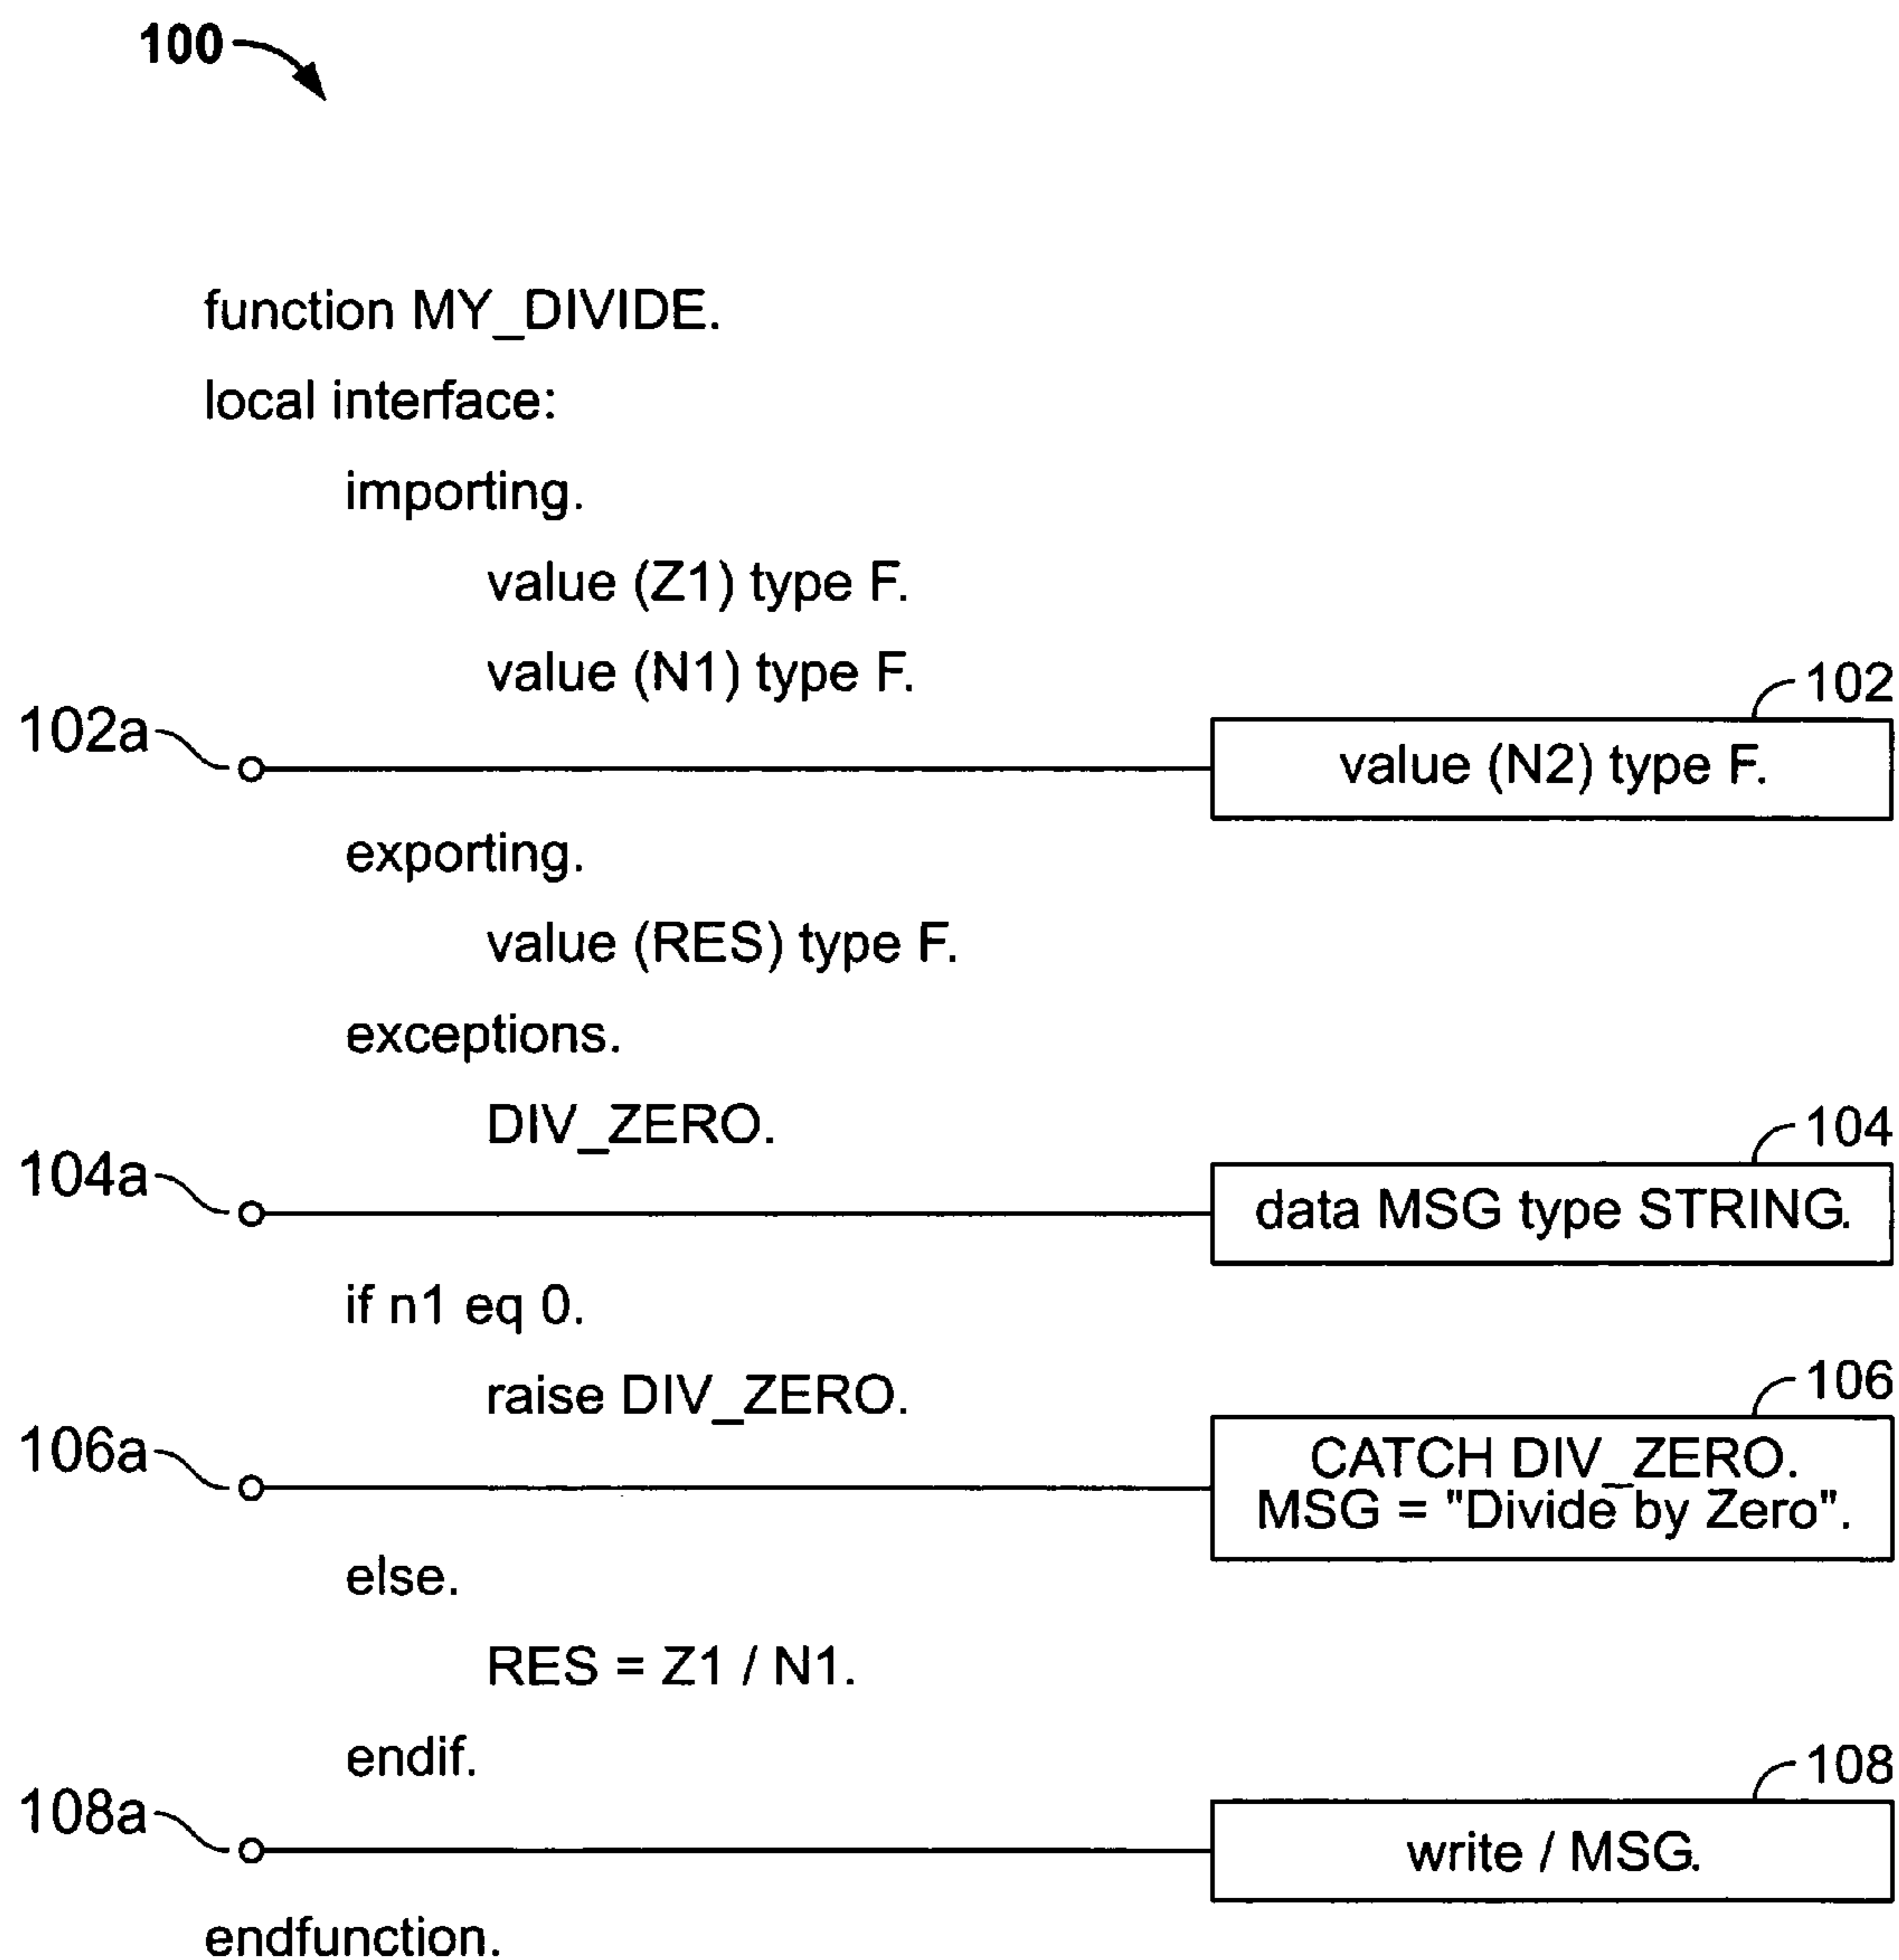 100
function MY_DIVIDE.
local interface:
importing.
value (Z1) type F.
value (N1) type F.
102
102a
value (N2) type F.
exporting.
value (RES) type F.
exceptions.
DIV_ZERO.
104
104a
data MSG type STRING.
if n1 eq 0.
raise DIV_ZERO.
106
106a
CATCH DIV_ZERO.
MSG = "Divide by Zero".
else.
RES = Z1 / N1.
endif.
108
108a
write / MSG.
endfunction.